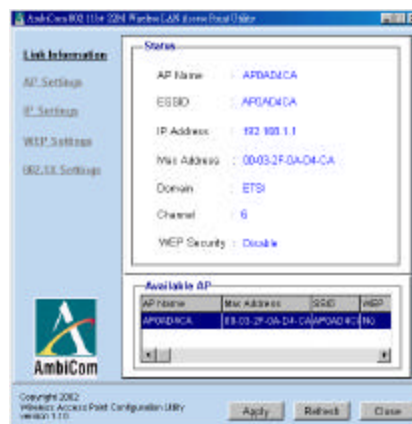 AmbiCom 802.11b+ 22M Wireless LAN Access Point Utility
Link Information
AP Settings
IP Settings
WEP Settings
802.1X Settings
Status
AP Name : AP0AD4CA
ESSID : AP0AD4CA
IP Address : 192.168.1.1
Mac Address : 00-03-2F-0A-D4-CA
Domain : ETSI
Channel : 6
WEP Security : Disable
Available AP
AP Name Mac Address SSID WEP
AP0AD4CA 00-03-2F-0A-D4-CA AP0AD4CA No
AmbiCom
Copyright 2002
Wireless Access Point Configuration Utility
version 1.1.0
Apply Refresh Close